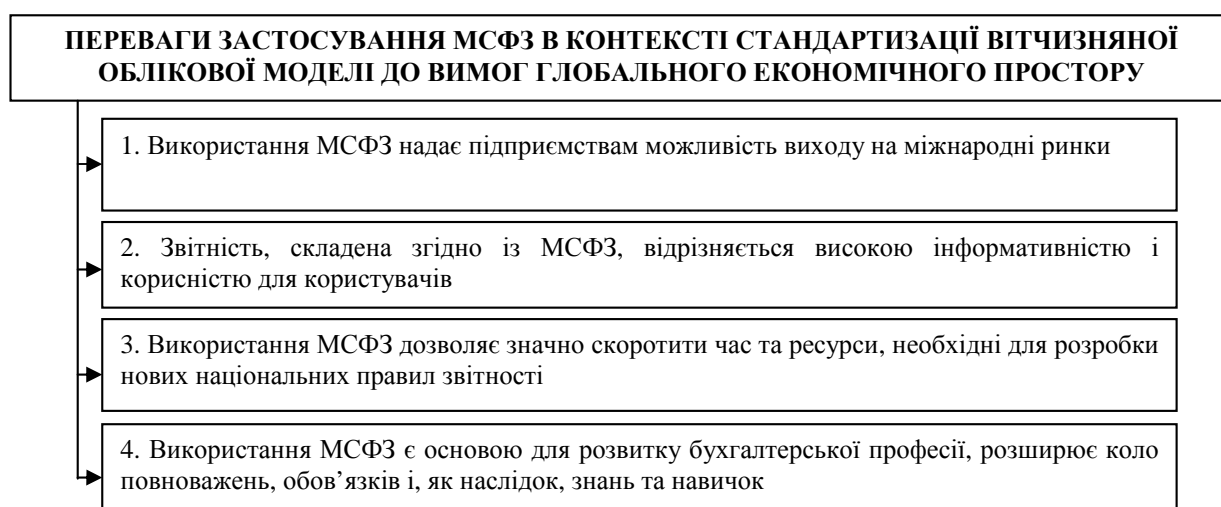 ПЕРЕВАГИ ЗАСТОСУВАННЯ МСФЗ В КОНТЕКСТІ СТАНДАРТИЗАЦІЇ ВІТЧИЗНЯНОЇ
ОБЛІКОВОЇ МОДЕЛІ ДО ВИМОГ ГЛОБАЛЬНОГО ЕКОНОМІЧНОГО ПРОСТОРУ
1. Використання МСФЗ надає підприємствам можливість виходу на міжнародні ринки
2. Звітність, складена згідно із МСФЗ, відрізняється високою інформативністю і
корисністю для користувачів
3. Використання МСФЗ дозволяє значно скоротити час та ресурси, необхідні для розробки
нових національних правил звітності
4. Використання МСФЗ є основою для розвитку бухгалтерської професії, розширює коло
повноважень, обов’язків і, як наслідок, знань та навичок